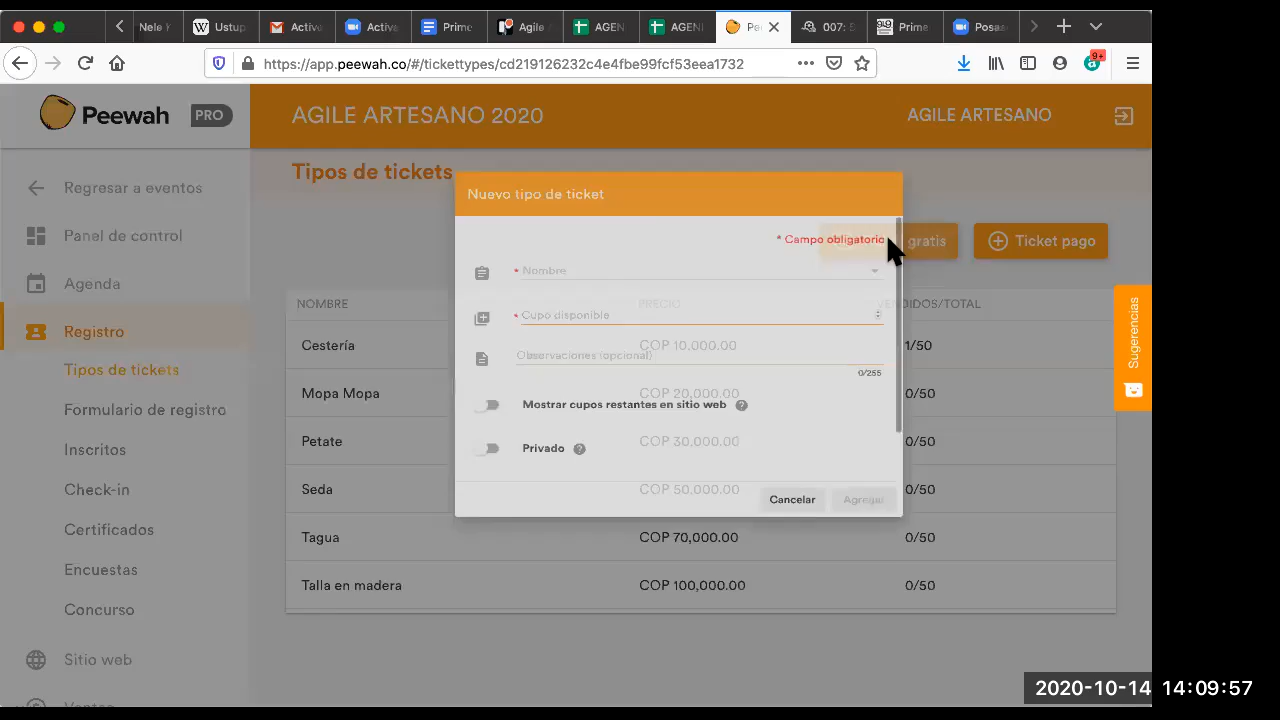 Nele K
Ustup
Activa
Active
Prime
Agile
AGEN
AGEN
Pe
007: E
Prime
Posas
https://app.peewah.co/#/tickettypes/cd219126232c4e4fbe99fcf53eea1732
9+
Peewah PRO
AGILE ARTESANO 2020
AGILE ARTESANO
Regresar a eventos
Panel de control
Agenda
Registro
Tipos de tickets
Formulario de registro
Inscritos
Check-in
Certificados
Encuestas
Concurso
Sitio web
Ventas
Tipos de tickets
gratis
Ticket pago
NOMBRE PRECIO VENDIDOS/TOTAL
Cestería COP 10,000.00 1/50
Mopa Mopa COP 20,000.00 0/50
Petate COP 30,000.00 0/50
Seda COP 50,000.00 0/50
Tagua COP 70,000.00 0/50
Talla en madera COP 100,000.00 0/50
Nuevo tipo de ticket
* Campo obligatorio
* Nombre
* Cupo disponible
Observaciones (opcional)
0/255
Mostrar cupos restantes en sitio web ?
Privado ?
Cancelar
Agregar
Sugerencias
2020-10-14 14:09:57